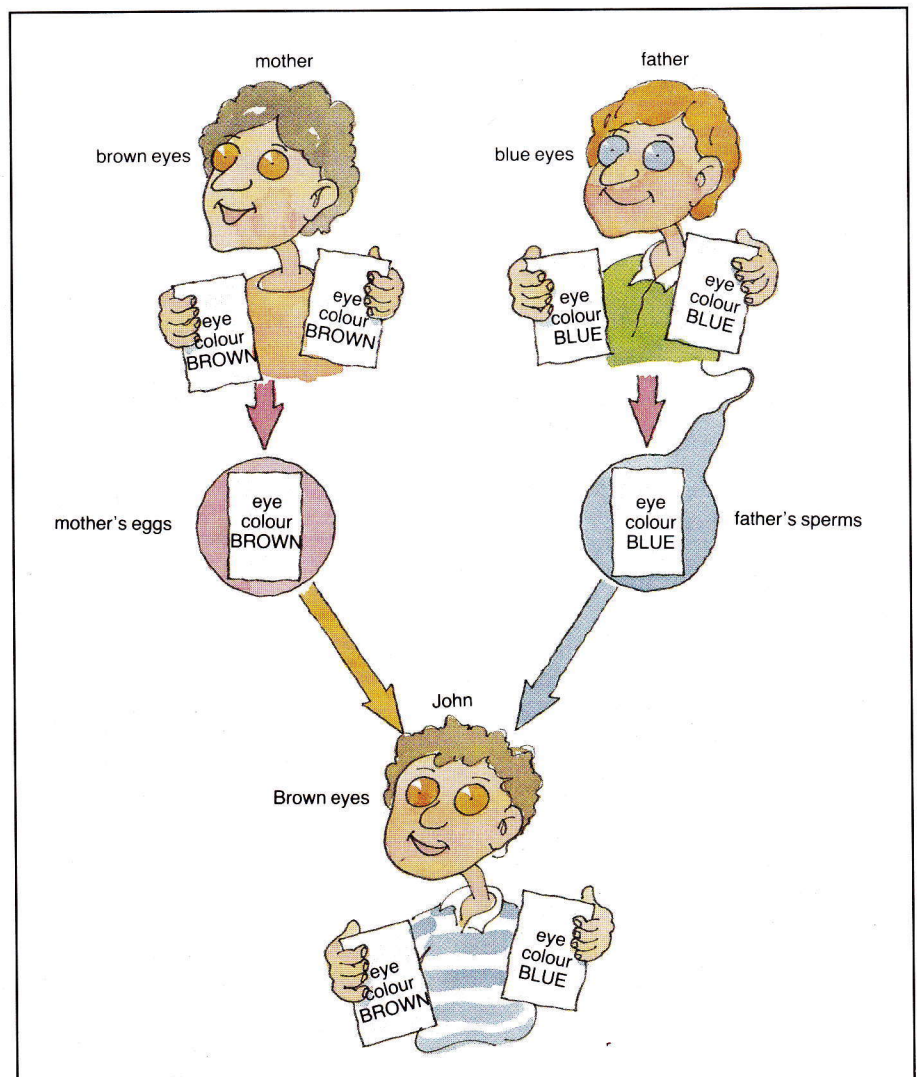 mother
father
brown eyes
blue eyes
eye
colour
BROWN
eye
colour
BROWN
eye
colour
BLUE
eye
colour
BLUE
mother's eggs
eye
colour
BROWN
eye
colour
BLUE
father's sperms
John
Brown eyes
eye
colour
BROWN
eye
colour
BLUE